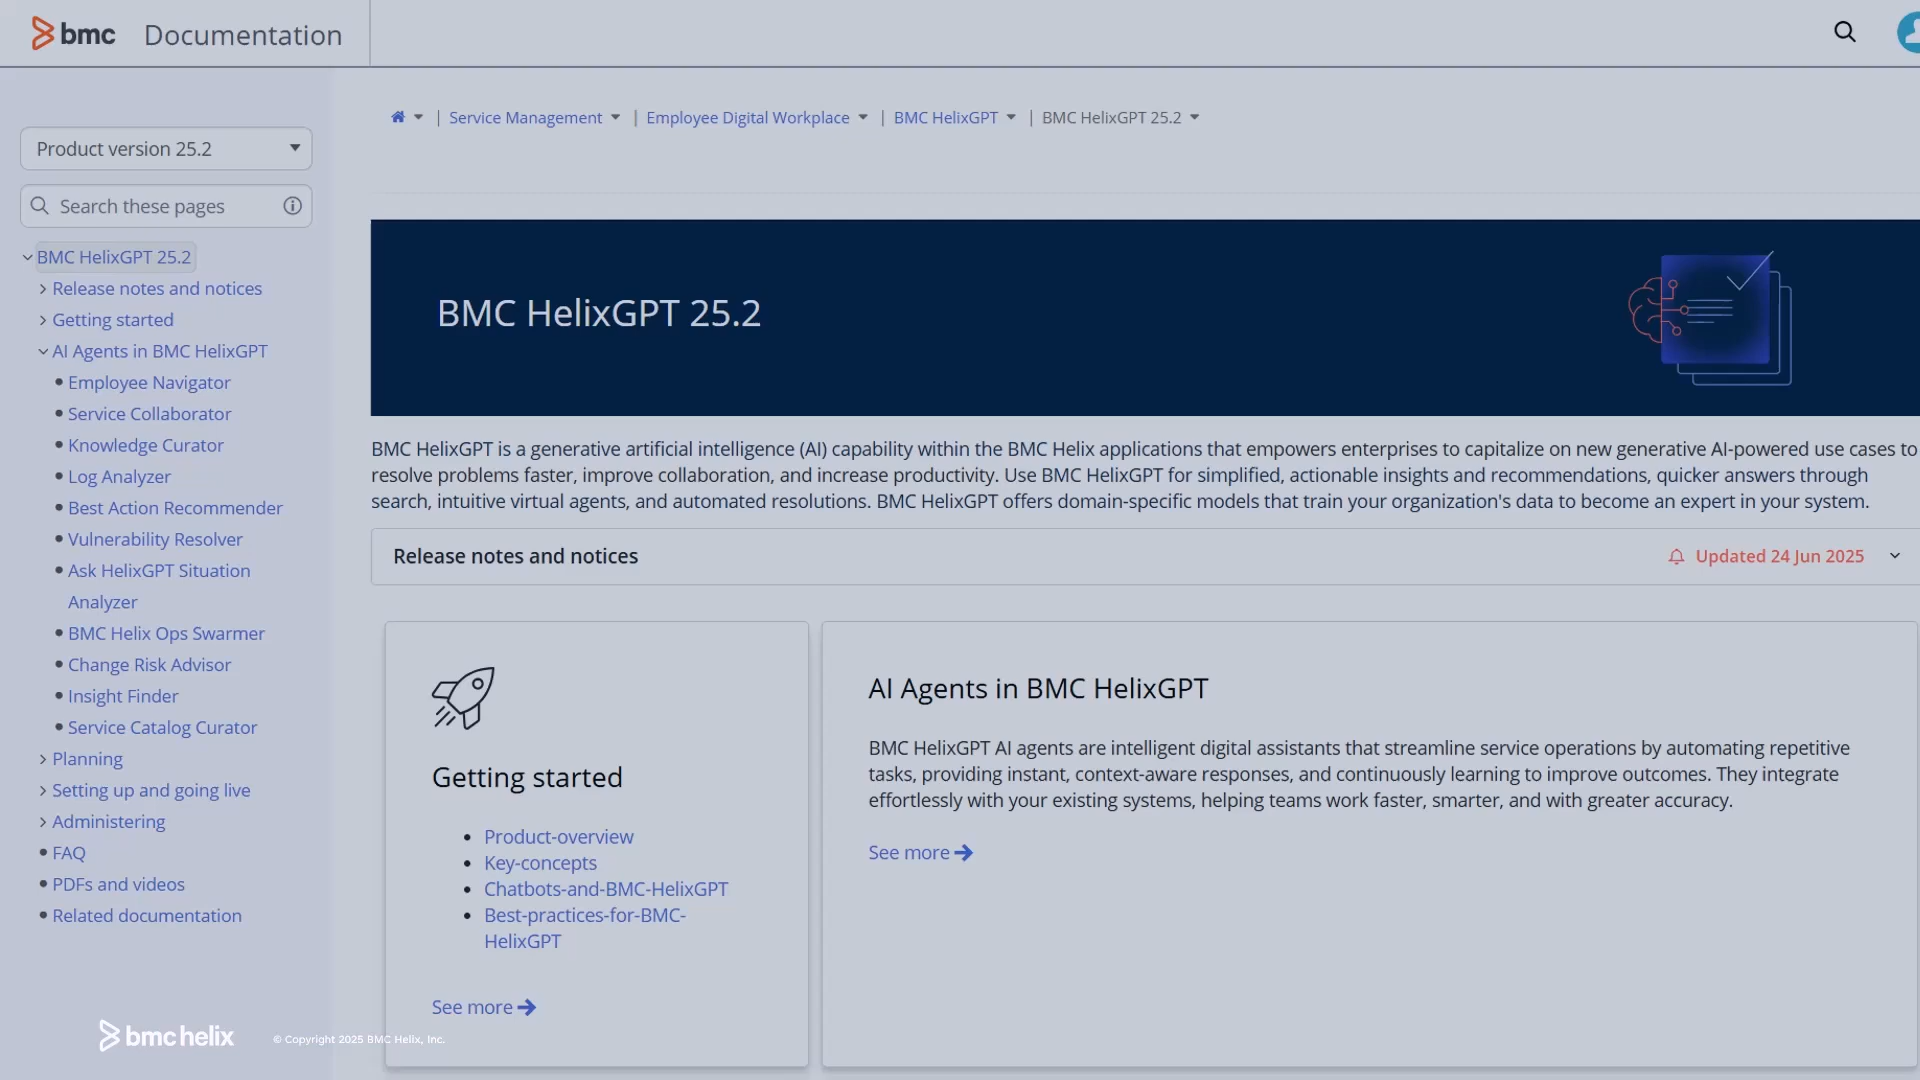 bmc Documentation
Service Management | Employee Digital Workplace | BMC HelixGPT | BMC HelixGPT 25.2
Product version 25.2
Search these pages
BMC HelixGPT 25.2
Release notes and notices
Getting started
AI Agents in BMC HelixGPT
Employee Navigator
Service Collaborator
Knowledge Curator
Log Analyzer
Best Action Recommender
Vulnerability Resolver
Ask HelixGPT Situation
Analyzer
BMC Helix Ops Swarmer
Change Risk Advisor
Insight Finder
Service Catalog Curator
Planning
Setting up and going live
Administering
FAQ
PDFs and videos
Related documentation
BMC HelixGPT 25.2
BMC HelixGPT is a generative artificial intelligence (AI) capability within the BMC Helix applications that empowers enterprises to capitalize on new generative AI-powered use cases to
resolve problems faster, improve collaboration, and increase productivity. Use BMC HelixGPT for simplified, actionable insights and recommendations, quicker answers through
search, intuitive virtual agents, and automated resolutions. BMC HelixGPT offers domain-specific models that train your organization's data to become an expert in your system.
Release notes and notices
Updated 24 Jun 2025
Getting started
Product-overview
Key-concepts
Chatbots-and-BMC-HelixGPT
Best-practices-for-BMC-
HelixGPT
See more
AI Agents in BMC HelixGPT
BMC HelixGPT AI agents are intelligent digital assistants that streamline service operations by automating repetitive
tasks, providing instant, context-aware responses, and continuously learning to improve outcomes. They integrate
effortlessly with your existing systems, helping teams work faster, smarter, and with greater accuracy.
See more
bmc helix
© Copyright 2025 BMC Helix, Inc.